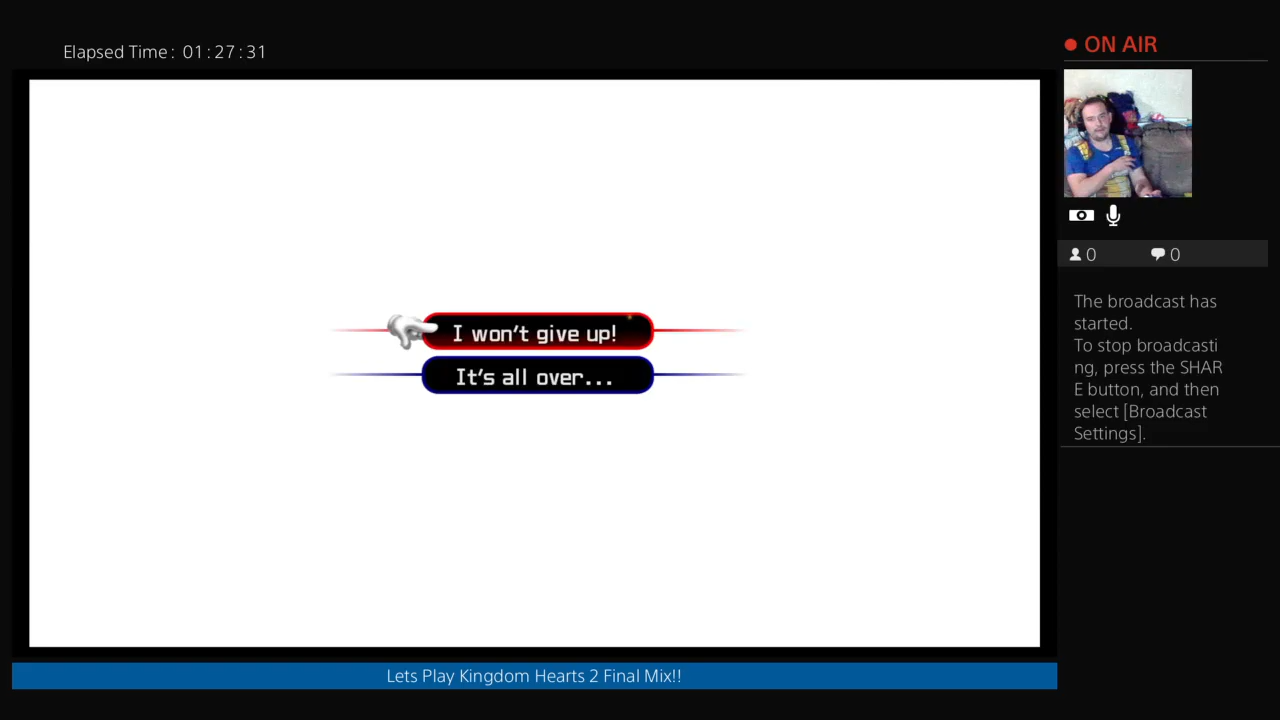 Elapsed Time: 01:27:31
ON AIR
0
0
I won't give up!
It's all over...
The broadcast has
started.
To stop broadcasti
ng, press the SHAR
E button, and then
select [Broadcast
Settings].
Lets Play Kingdom Hearts 2 Final Mix!!